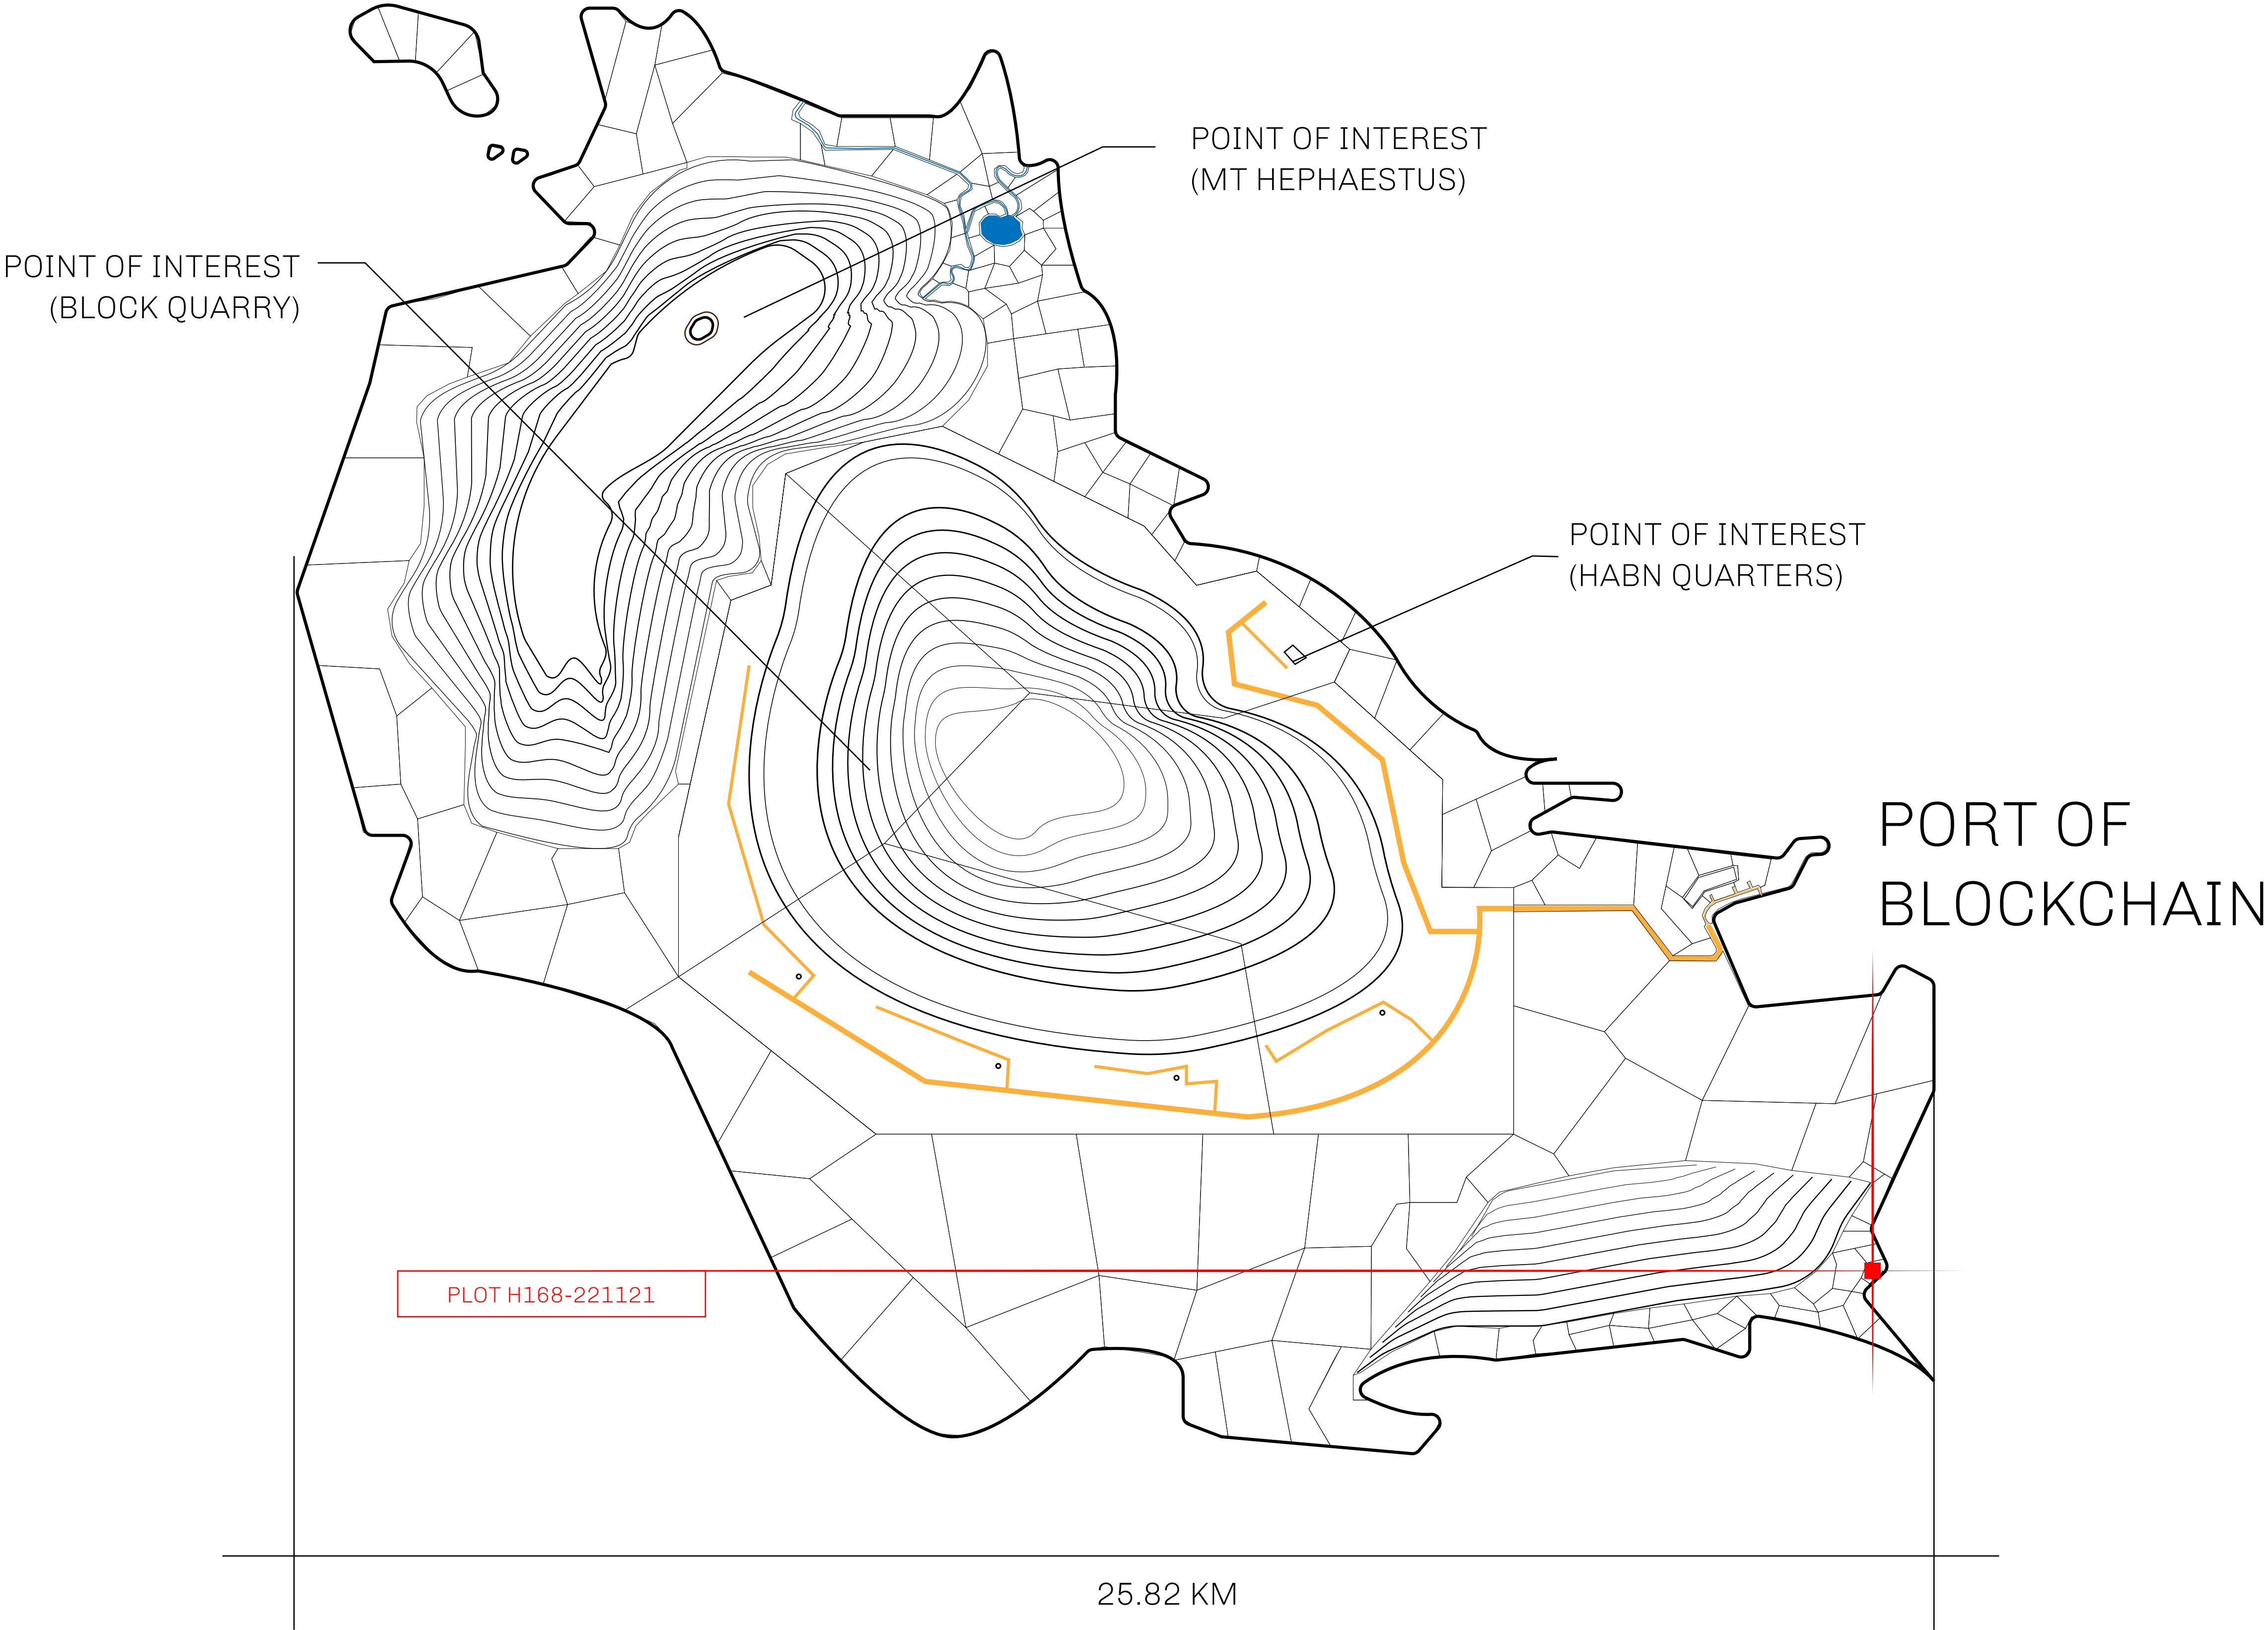 POINT OF INTEREST
(MT HEPHAESTUS)
POINT OF INTEREST
(BLOCK QUARRY)
POINT OF INTEREST
(HABN QUARTERS)
PORT OF
BLOCKCHAIN
PLOT H168-221121
25.82 KM